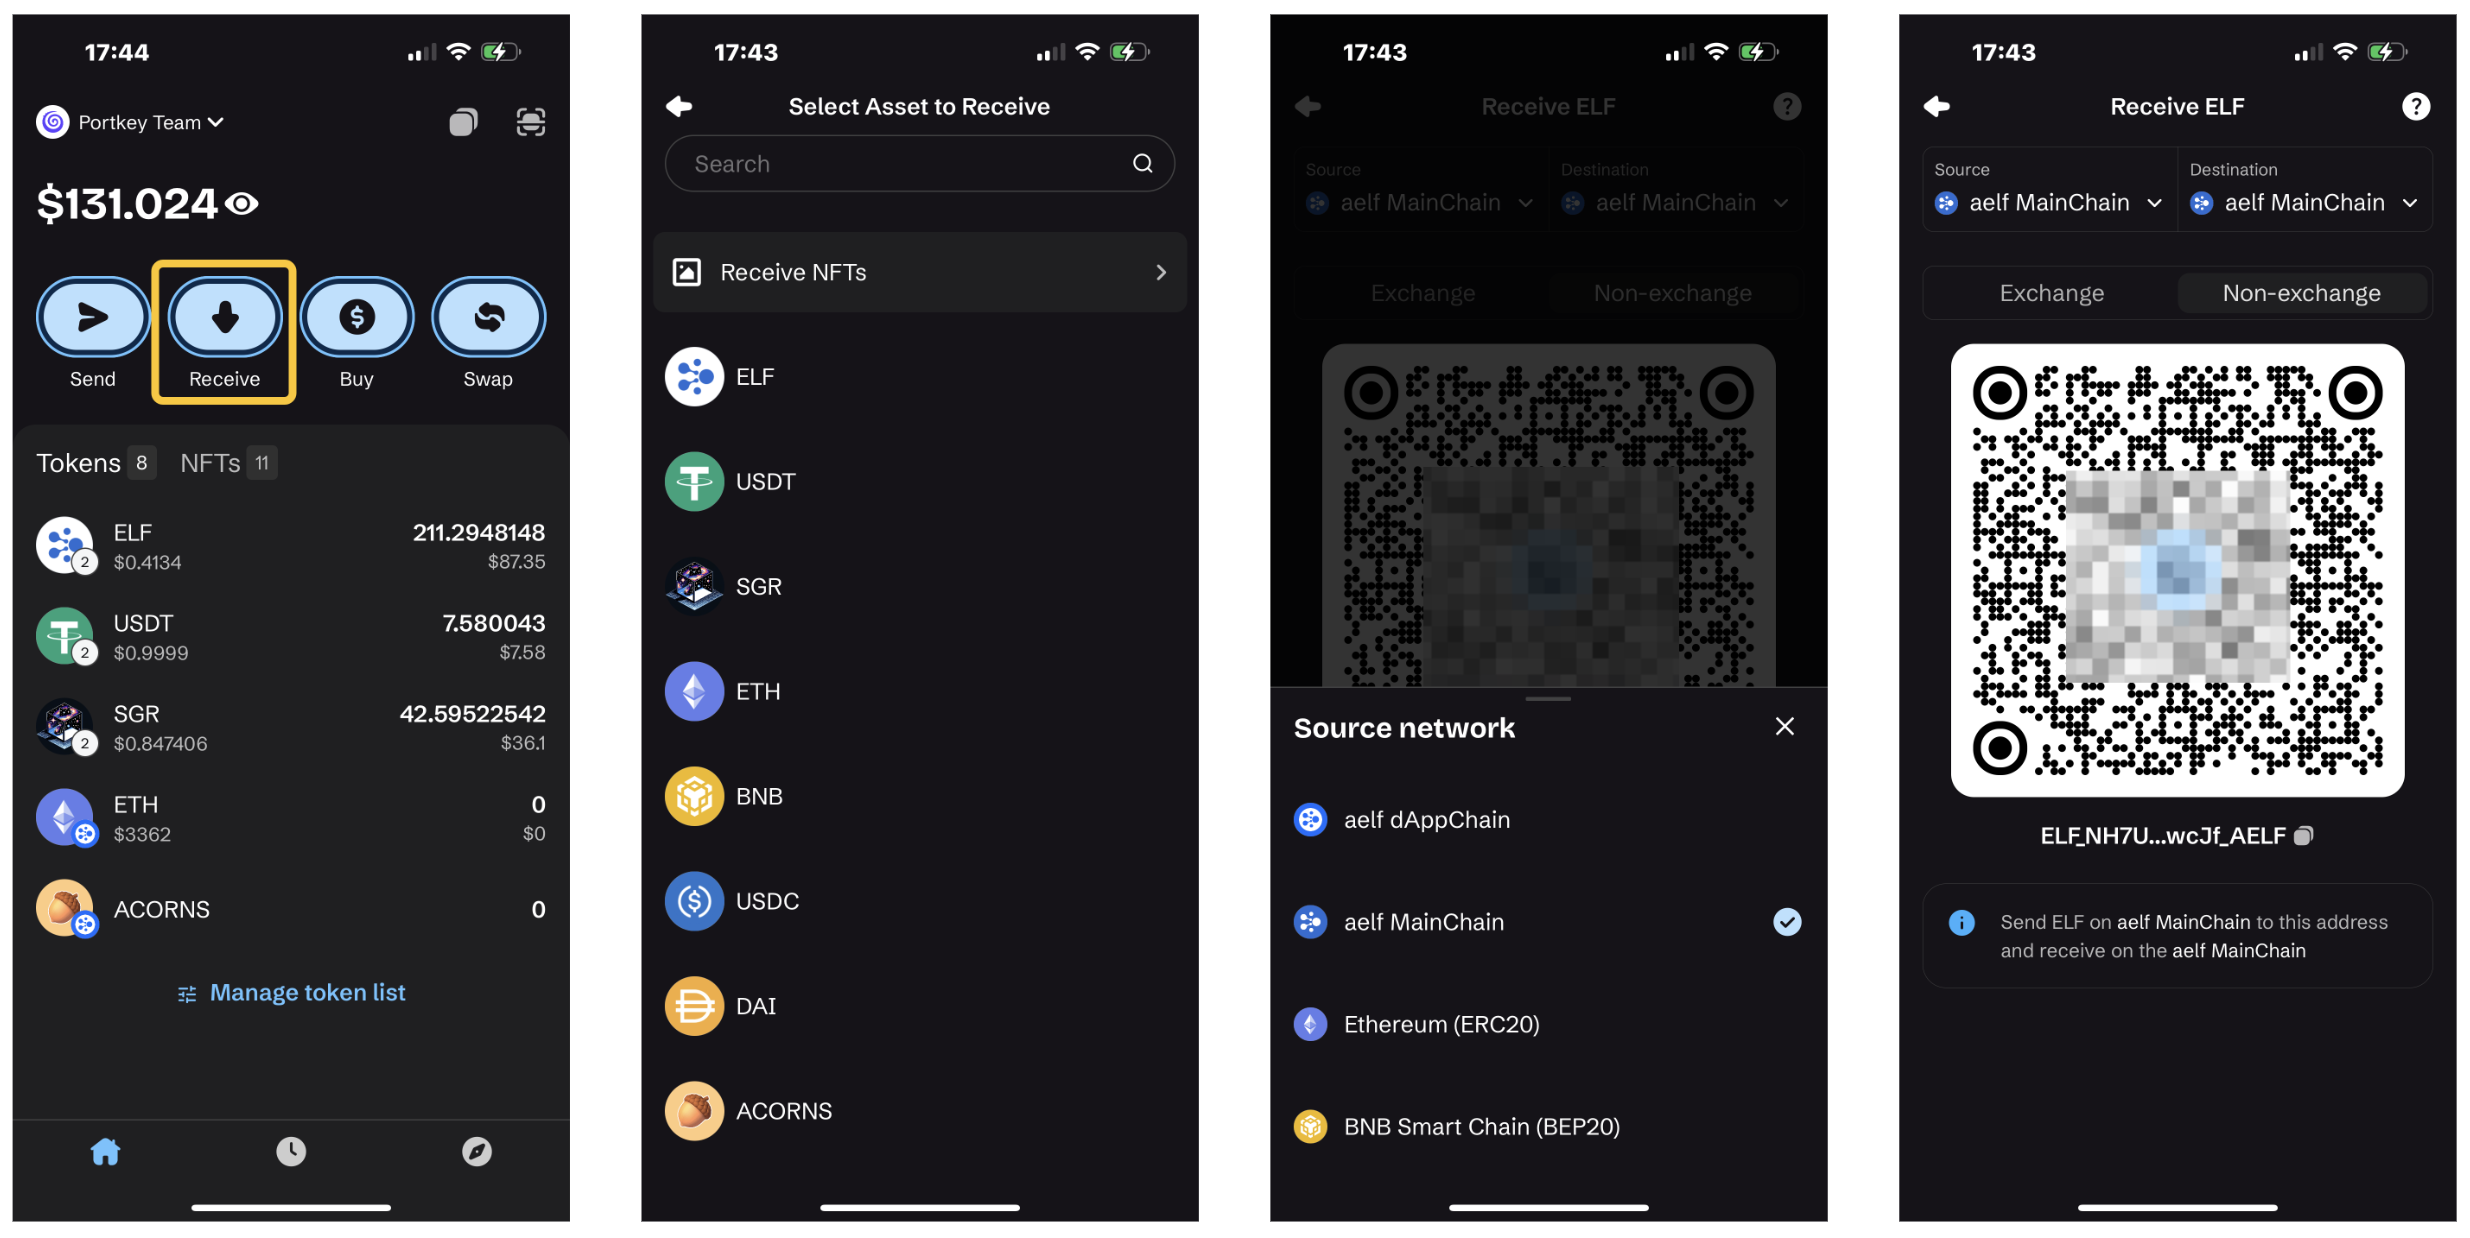 17:44
Portkey Team
$131.024
Send Receive Buy Swap
Tokens 8 NFTs 11
ELF 211.2948148
2 $0.4134 $87.35
USDT 7.580043
2 $0.9999 $7.58
SGR 42.59522542
2 $0.847406 $36.1
ETH 0
$3362 $0
ACORNS 0
Manage token list
17:43
Select Asset to Receive
Search
Receive NFTs
ELF
USDT
SGR
ETH
BNB
USDC
DAI
ACORNS
17:43
Receive ELF ?
Source Destination
aelf MainChain aelf MainChain
Exchange Non-exchange
Source network
aelf dAppChain
aelf MainChain
Ethereum (ERC20)
BNB Smart Chain (BEP20)
17:43
Receive ELF ?
Source Destination
aelf MainChain aelf MainChain
Exchange Non-exchange
ELF_NH7U...wcJf_AELF
Send ELF on aelf MainChain to this address
and receive on the aelf MainChain